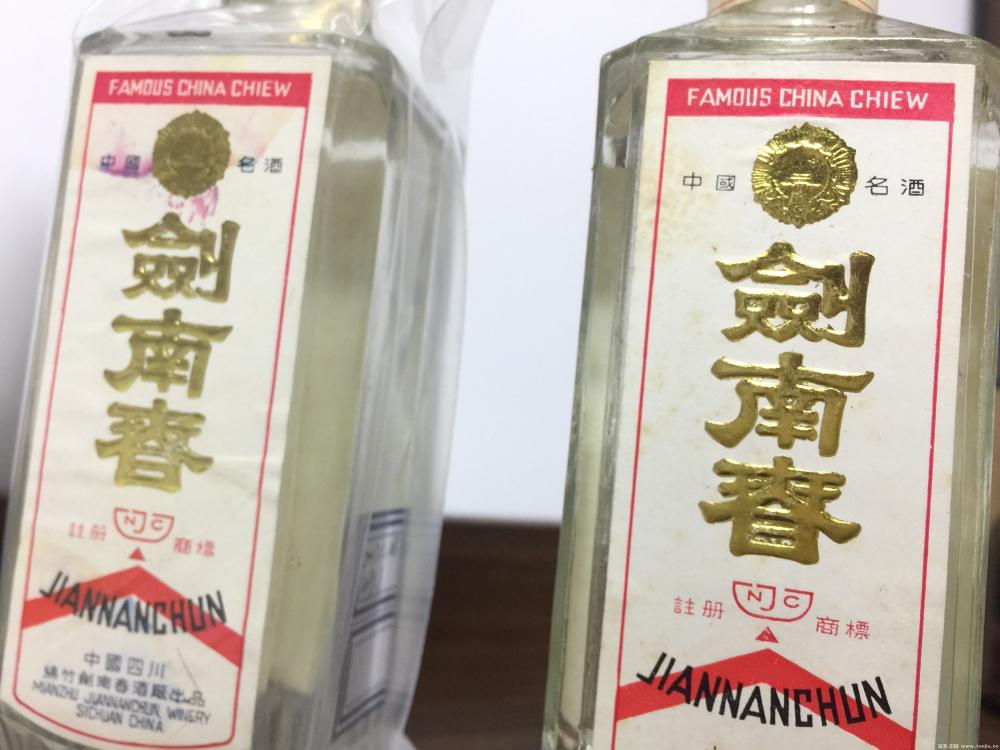 FAMOUS CHINA CHIEW
中國 名酒
劍南春
註册 NJC 商標
JIANNANCHUN
中國四川
綿竹劍南春酒廠出品
MIANZHU JIANNANCHUN, WINERY
SICHUAN CHINA
FAMOUS CHINA CHIEW
中國 名酒
劍南春
註册 NJC 商標
JIANNANCHUN